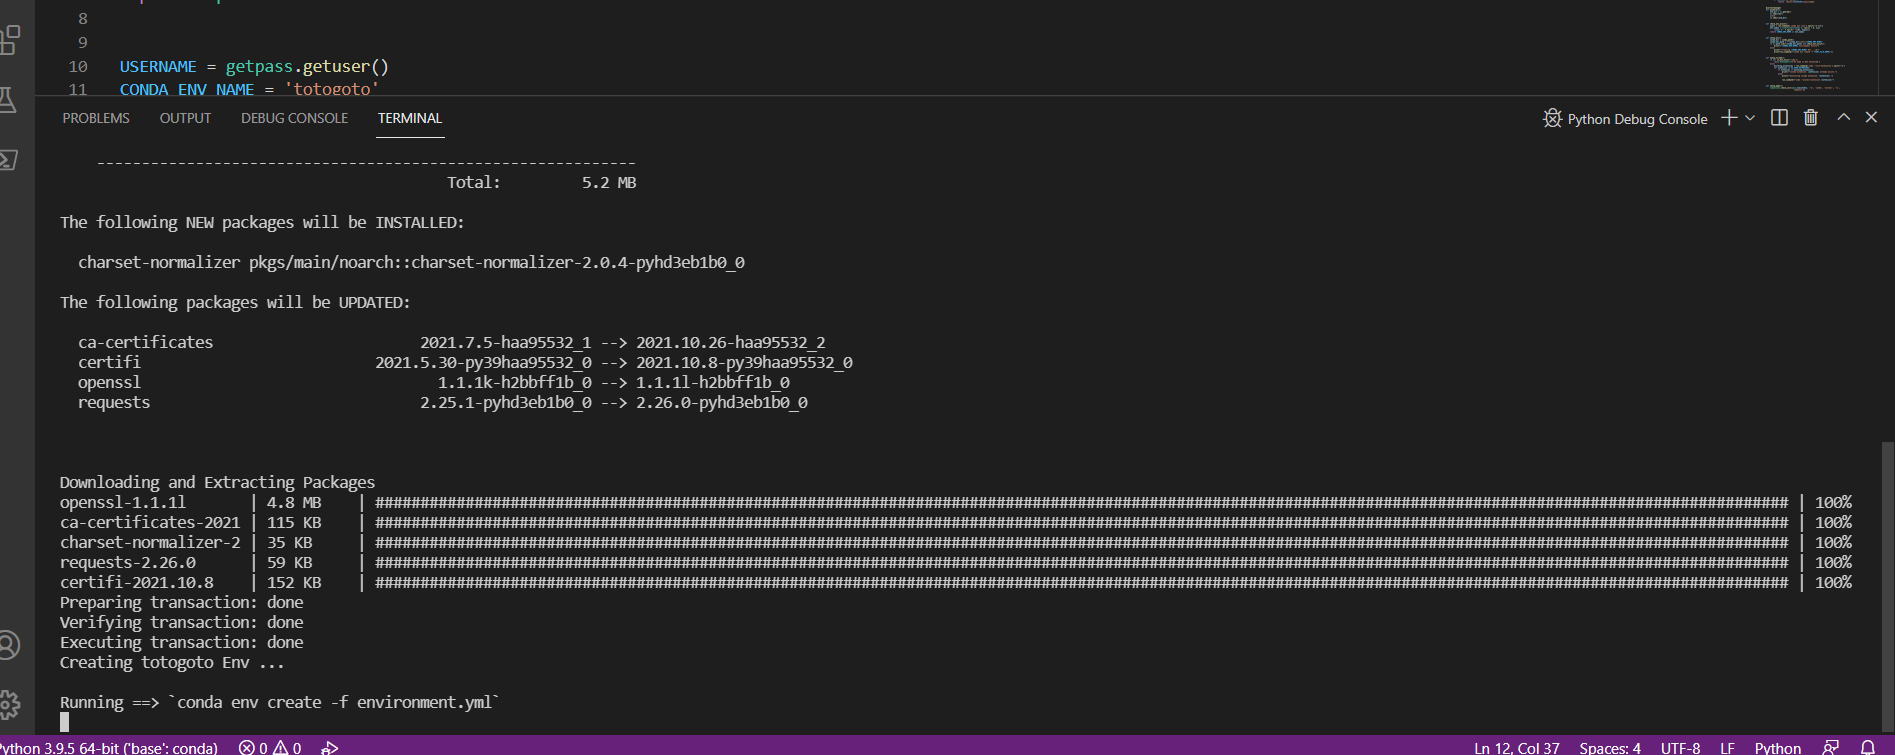 8
9
10 USERNAME = getpass.getuser()
11 CONDA_ENV_NAME = 'totogoto'
PROBLEMS OUTPUT DEBUG CONSOLE TERMINAL Python Debug Console
------------------------------------------------------------
Total: 5.2 MB
The following NEW packages will be INSTALLED:
charset-normalizer pkgs/main/noarch::charset-normalizer-2.0.4-pyhd3eb1b0_0
The following packages will be UPDATED:
ca-certificates 2021.7.5-haa95532_1 --> 2021.10.26-haa95532_2
certifi 2021.5.30-py39haa95532_0 --> 2021.10.8-py39haa95532_0
openssl 1.1.1k-h2bbff1b_0 --> 1.1.1l-h2bbff1b_0
requests 2.25.1-pyhd3eb1b0_0 --> 2.26.0-pyhd3eb1b0_0
Downloading and Extracting Packages
openssl-1.1.1l | 4.8 MB | ############################################################ | 100%
ca-certificates-2021 | 115 KB | ############################################################ | 100%
charset-normalizer-2 | 35 KB | ############################################################ | 100%
requests-2.26.0 | 59 KB | ############################################################ | 100%
certifi-2021.10.8 | 152 KB | ############################################################ | 100%
Preparing transaction: done
Verifying transaction: done
Executing transaction: done
Creating totogoto Env ...
Running ==> `conda env create -f environment.yml`
ython 3.9.5 64-bit ('base': conda) 0 0 Ln 12, Col 37 Spaces: 4 UTF-8 LF Python